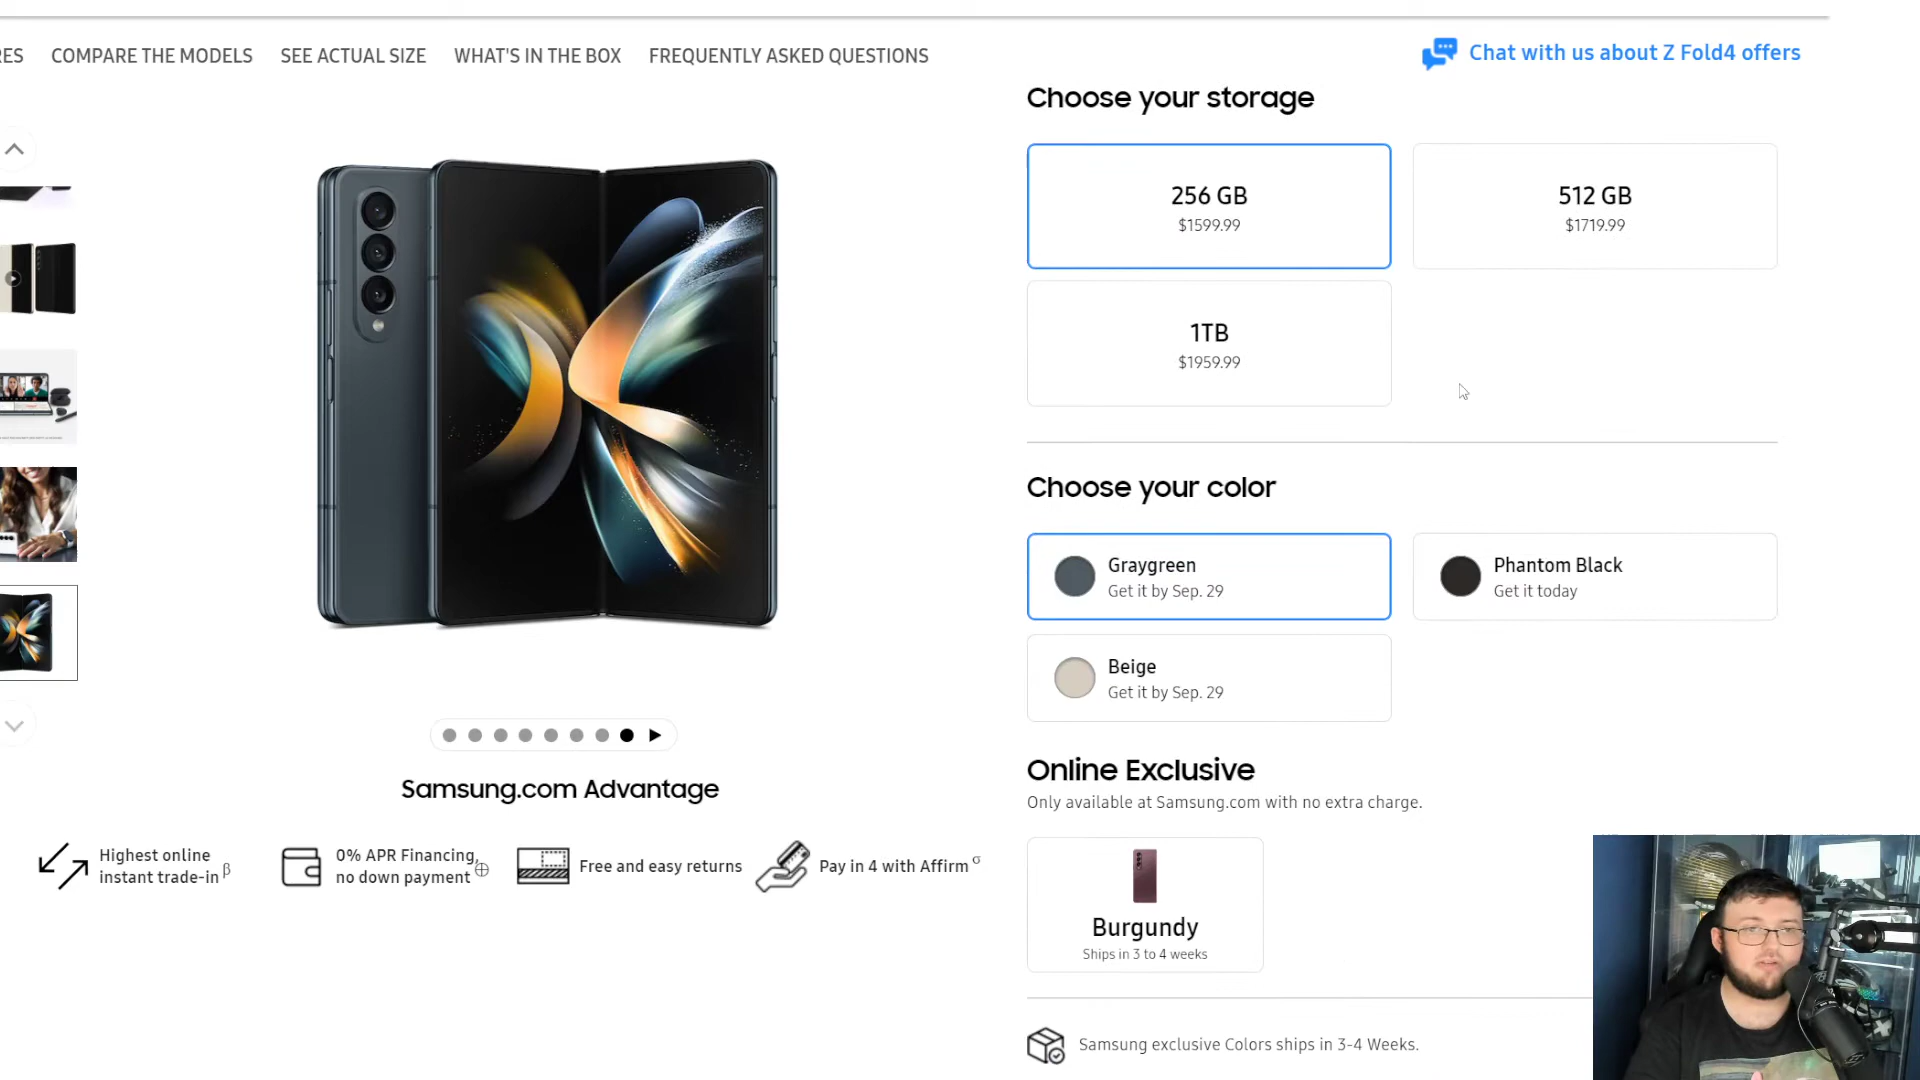 RES COMPARE THE MODELS SEE ACTUAL SIZE WHAT'S IN THE BOX FREQUENTLY ASKED QUESTIONS
Chat with us about Z Fold4 offers
Choose your storage
256 GB
$1599.99
512 GB
$1719.99
1TB
$1959.99
Choose your color
Graygreen
Get it by Sep. 29
Phantom Black
Get it today
Beige
Get it by Sep. 29
Samsung.com Advantage
Highest online
instant trade-in β
0% APR Financing,
no down payment ⊕
Free and easy returns
Pay in 4 with Affirm σ
Online Exclusive
Only available at Samsung.com with no extra charge.
Burgundy
Ships in 3 to 4 weeks
Samsung exclusive Colors ships in 3-4 Weeks.